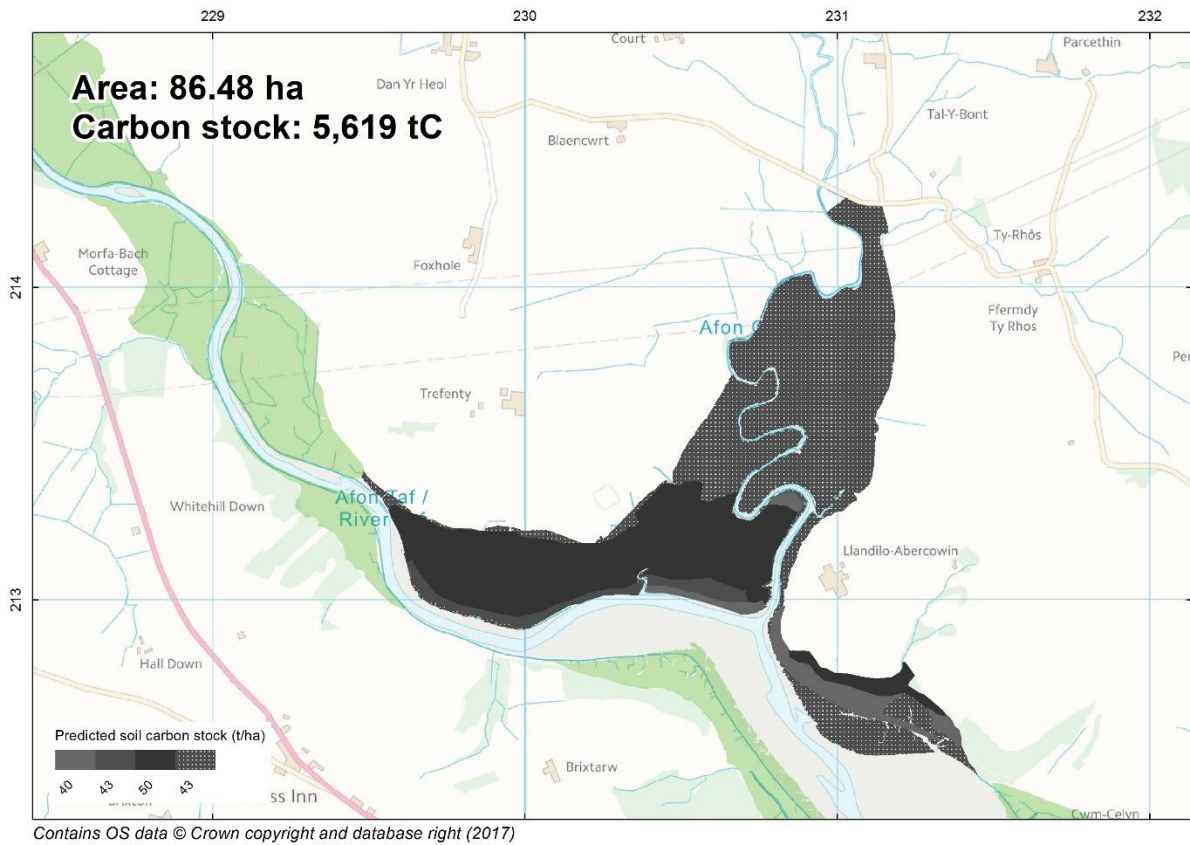 229 230 231 232
Court
Parcethin
Area: 86.48 ha
Dan Yr Heol
Carbon stock: 5,619 tC
Tal-Y-Bont
Blaencwrt
Ty-Rhôs
Morfa-Bach
Cottage
Foxhole
214
Ffermdy
Ty Rhos
Afon
Trefenty
Afon Taf /
River
Whitehill Down
Llandilo-Abercowin
213
Hall Down
Predicted soil carbon stock (t/ha)
40 43 50 43
Brixtarw
Inn
Cwm-Celyn
Contains OS data © Crown copyright and database right (2017)